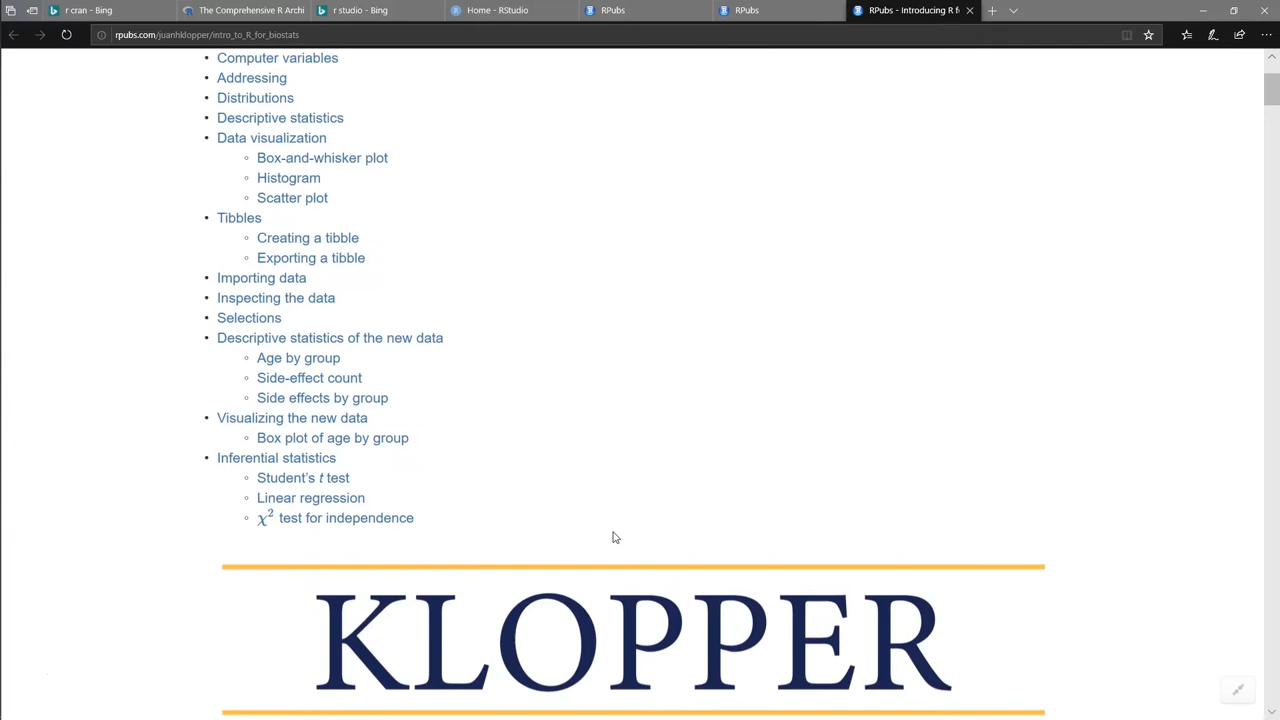 r cran - Bing
The Comprehensive R Archi
r studio - Bing
Home - RStudio
RPubs
RPubs
RPubs - Introducing R f
rpubs.com/juanhklopper/intro_to_R_for_biostats
• Computer variables
• Addressing
• Distributions
• Descriptive statistics
• Data visualization
◦ Box-and-whisker plot
◦ Histogram
◦ Scatter plot
• Tibbles
◦ Creating a tibble
◦ Exporting a tibble
• Importing data
• Inspecting the data
• Selections
• Descriptive statistics of the new data
◦ Age by group
◦ Side-effect count
◦ Side effects by group
• Visualizing the new data
◦ Box plot of age by group
• Inferential statistics
◦ Student’s t test
◦ Linear regression
◦ χ² test for independence
KLOPPER